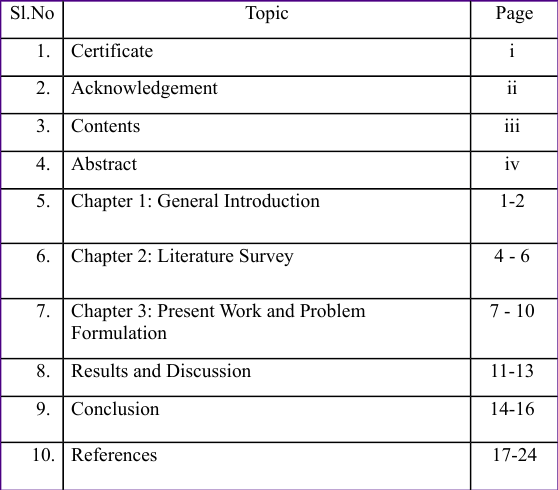 Sl.No Topic Page
1. Certificate i
2. Acknowledgement ii
3. Contents iii
4. Abstract iv
5. Chapter 1: General Introduction 1-2
6. Chapter 2: Literature Survey 4 - 6
7. Chapter 3: Present Work and Problem 7 - 10
Formulation
8. Results and Discussion 11-13
9. Conclusion 14-16
10. References 17-24